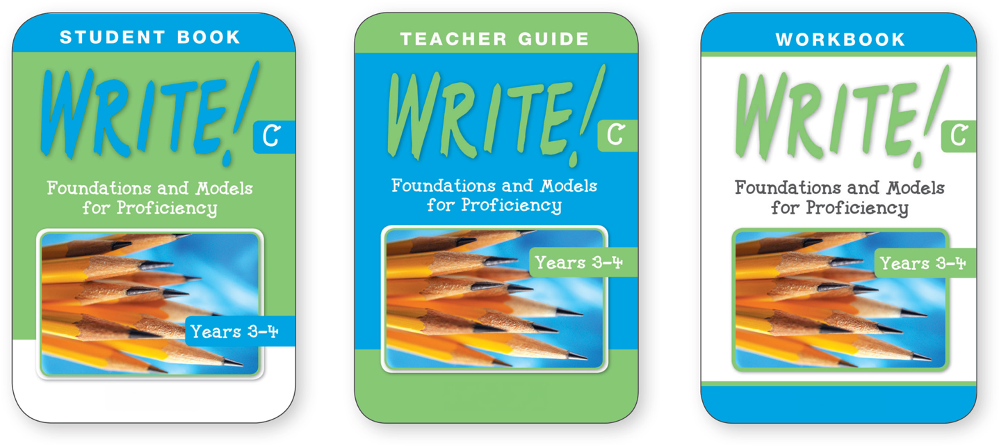 STUDENT BOOK
WRITE!
C
Foundations and Models
for Proficiency
Years 3-4
TEACHER GUIDE
WRITE!
C
Foundations and Models
for Proficiency
Years 3-4
WORKBOOK
WRITE!
C
Foundations and Models
for Proficiency
Years 3-4